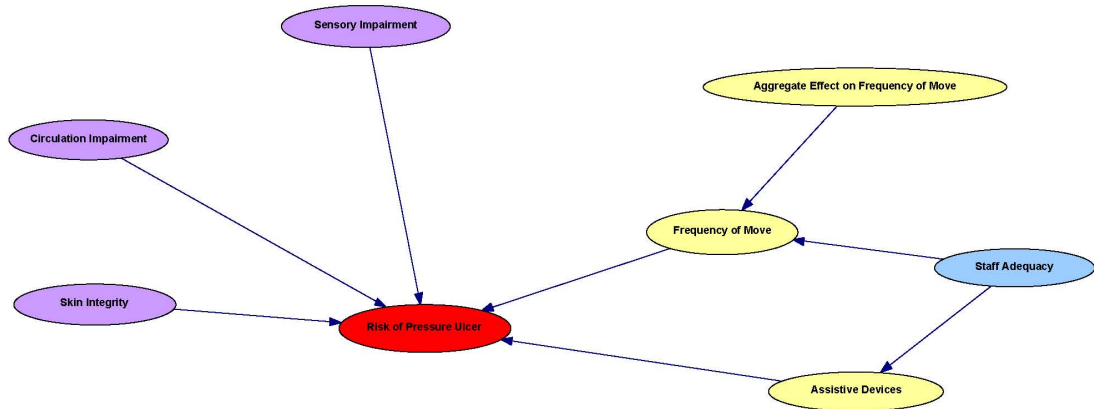 Sensory Impairment
Aggregate Effect on Frequency of Move
Circulation Impairment
Frequency of Move
Staff Adequacy
Skin Integrity
Risk of Pressure Ulcer
Assistive Devices